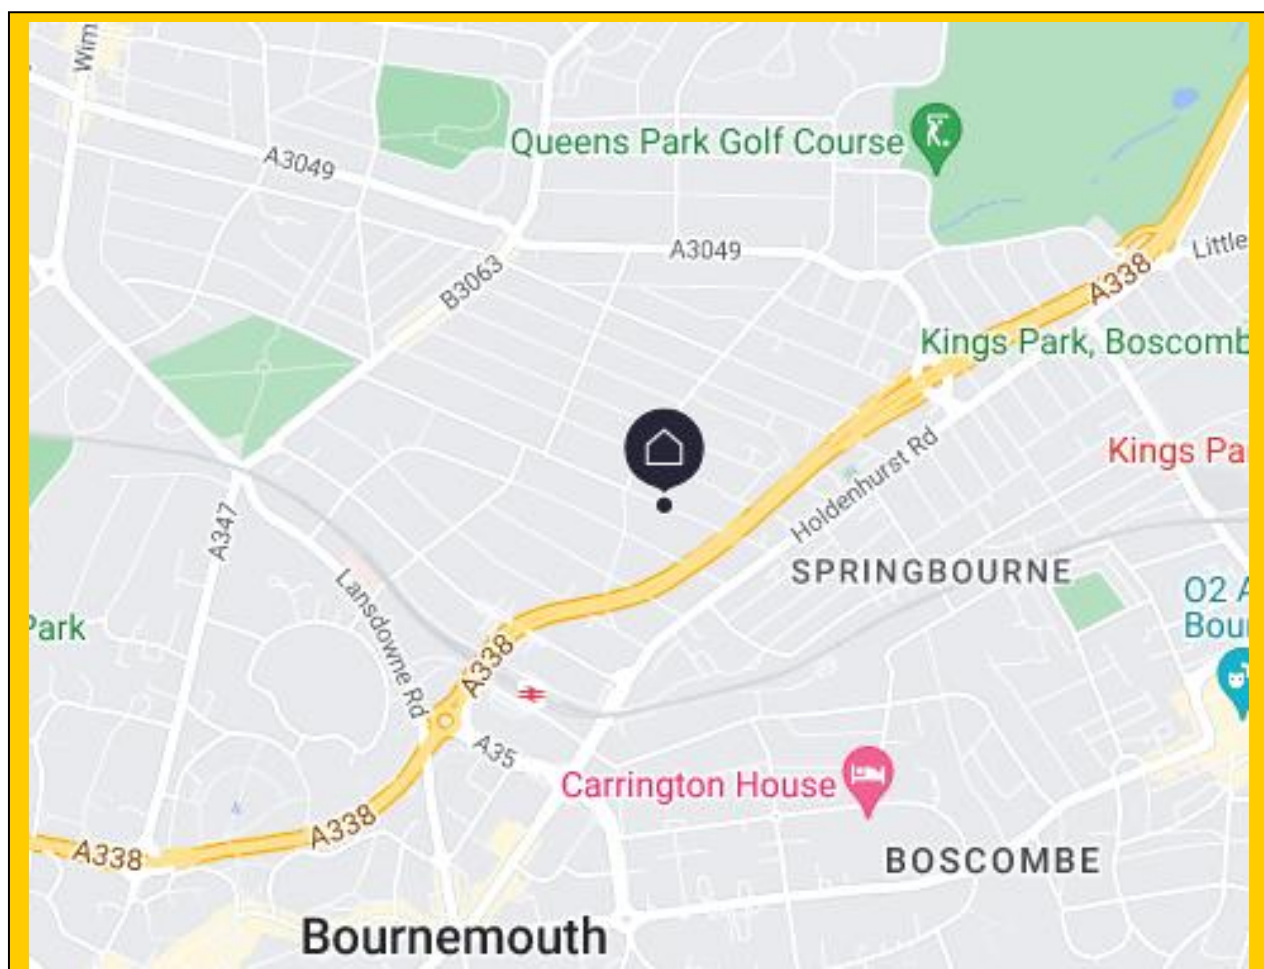 Wim
A3049
Queens Park Golf Course
A3049
B3063
Little
A338
Kings Park, Boscomb
Kings Pa
Holdenhurst Rd
A347
SPRINGBOURNE
Lansdowne Rd
O2 A
Bour
Park
A338
A35
Carrington House
A338
A338
BOSCOMBE
Bournemouth